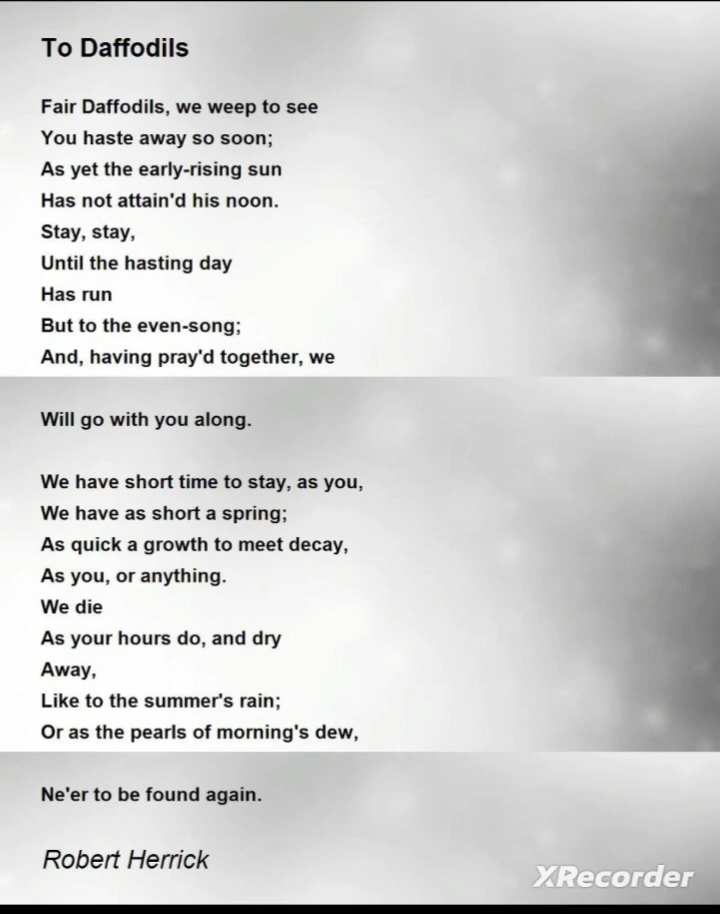 To Daffodils
Fair Daffodils, we weep to see
You haste away so soon;
As yet the early-rising sun
Has not attain'd his noon.
Stay, stay,
Until the hasting day
Has run
But to the even-song;
And, having pray'd together, we
Will go with you along.
We have short time to stay, as you,
We have as short a spring;
As quick a growth to meet decay,
As you, or anything.
We die
As your hours do, and dry
Away,
Like to the summer's rain;
Or as the pearls of morning's dew,
Ne'er to be found again.
Robert Herrick
XRecorder